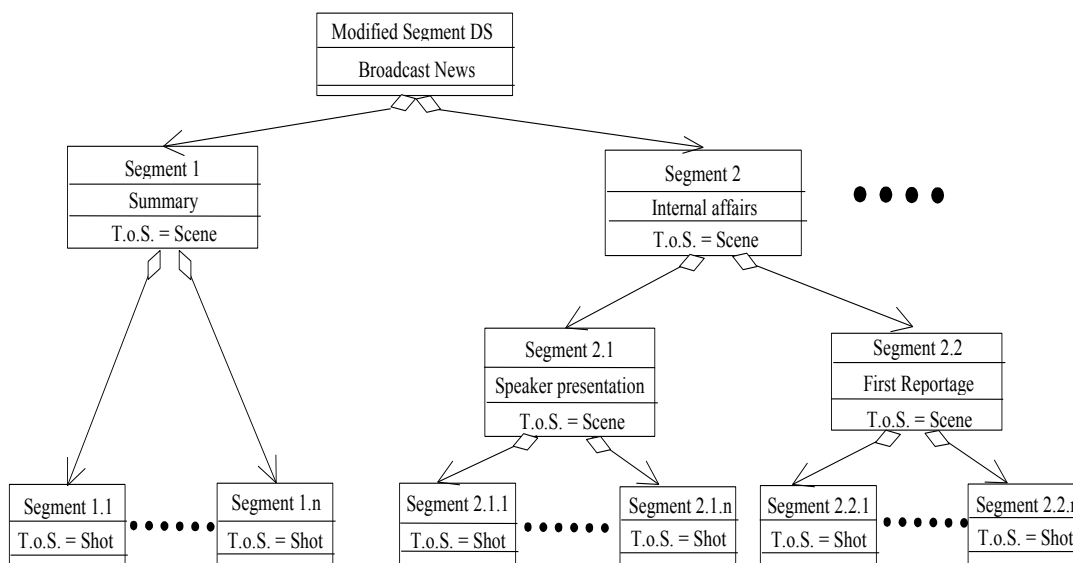 Modified Segment DS
Broadcast News
Segment 1
Summary
T.o.S. = Scene
Segment 2
Internal affairs
T.o.S. = Scene
Segment 2.1
Speaker presentation
T.o.S. = Scene
Segment 2.2
First Reportage
T.o.S. = Scene
Segment 1.1
T.o.S. = Shot
Segment 1.n
T.o.S. = Shot
Segment 2.1.1
T.o.S. = Shot
Segment 2.1.n
T.o.S. = Shot
Segment 2.2.1
T.o.S. = Shot
Segment 2.2.n
T.o.S. = Shot